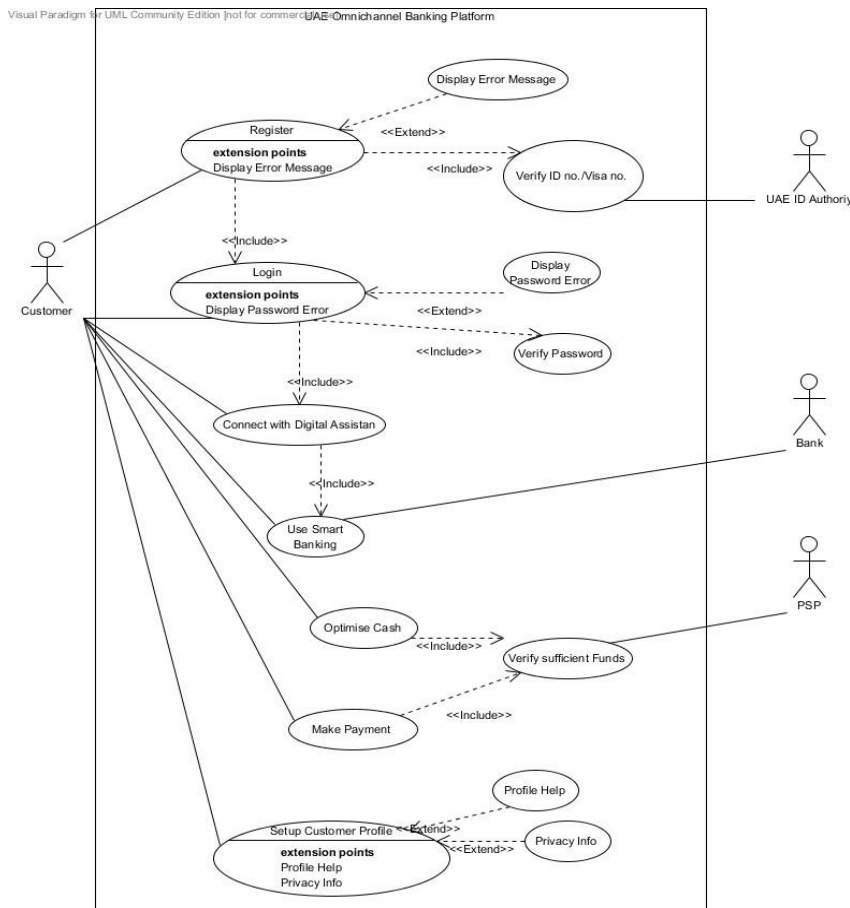 Visual Paradigm for UML Community Edition [not for commercial use]
UAE Omnichannel Banking Platform
Display Error Message
Register
<<Extend>>
extension points
Display Error Message
<<Include>>
Verify ID no./Visa no.
UAE ID Authoriy
<<Include>>
Display
Password Error
Login
extension points
Display Password Error
<<Extend>>
Customer
<<Include>>
Verify Password
<<Include>>
Connect with Digital Assistan
Bank
<<Include>>
Use Smart
Banking
PSP
Optimise Cash
<<Include>>
Verify sufficient Funds
<<Include>>
Make Payment
Profile Help
Setup Customer Profile
<<Extend>>
Privacy Info
<<Extend>>
extension points
Profile Help
Privacy Info